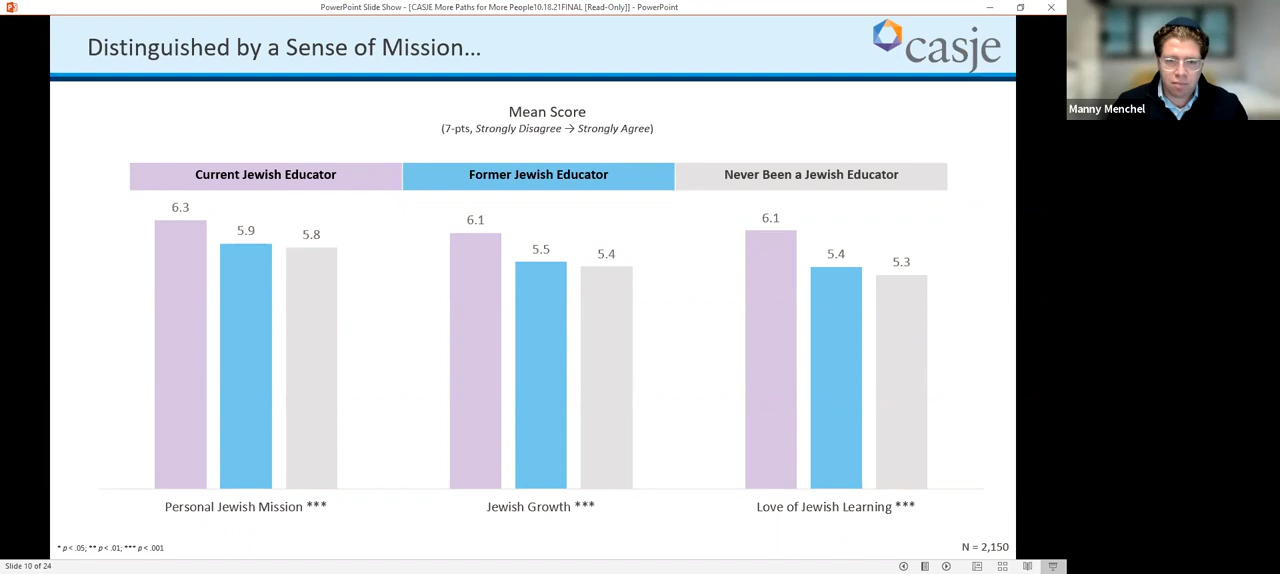 PowerPoint Slide Show - [CASJE More Paths for More People10.18.21FINAL [Read-Only]] - PowerPoint
Distinguished by a Sense of Mission...
casje
Manny Menchel
Mean Score
(7-pts, Strongly Disagree → Strongly Agree)
Current Jewish Educator
Former Jewish Educator
Never Been a Jewish Educator
6.3
5.9
5.8
6.1
5.5
5.4
6.1
5.4
5.3
Personal Jewish Mission ***
Jewish Growth ***
Love of Jewish Learning ***
* p < .05; ** p < .01; *** p < .001
N = 2,150
Slide 10 of 24